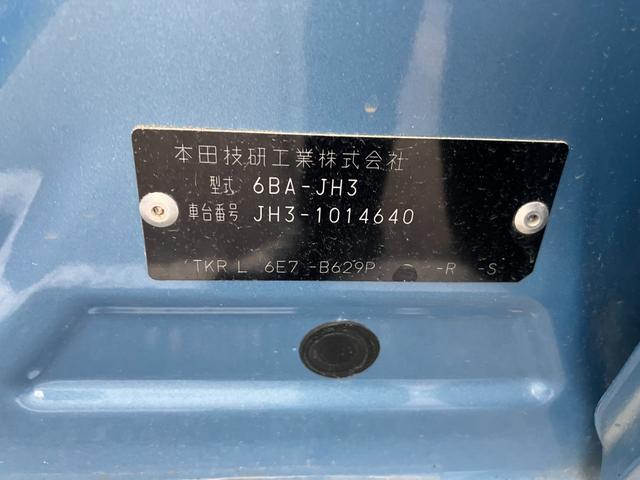 本田技研工業株式会社
型式 6BA-JH3
車台番号 JH3-1014640
TKR L 6E7 -B629P -R -S